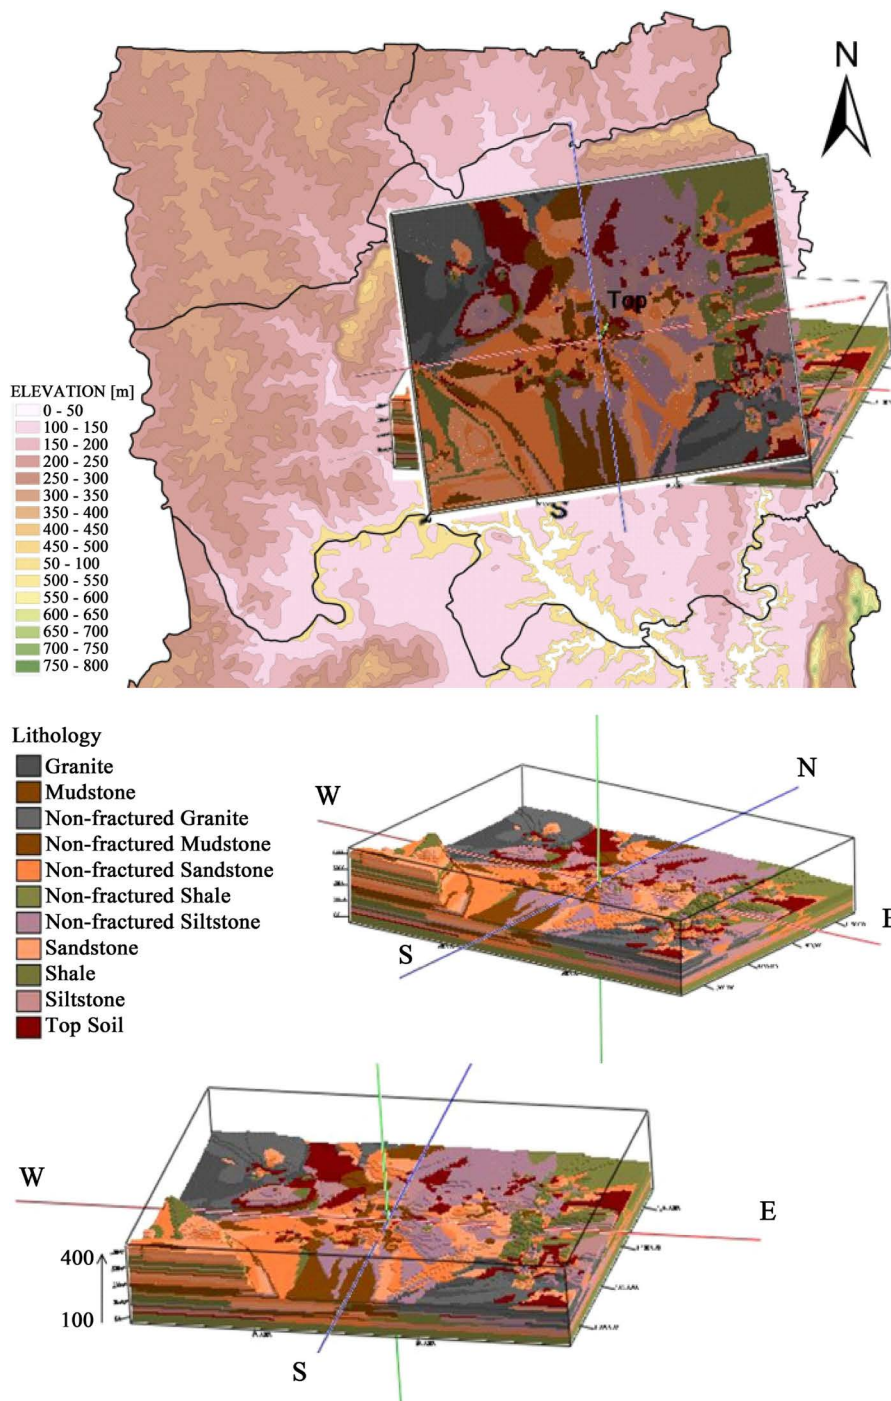 N
Top
ELEVATION [m]
0 - 50
100 - 150
150 - 200
200 - 250
250 - 300
300 - 350
350 - 400
400 - 450
450 - 500
50 - 100
500 - 550
550 - 600
600 - 650
650 - 700
700 - 750
750 - 800
S
Lithology
Granite
Mudstone
Non-fractured Granite
Non-fractured Mudstone
Non-fractured Sandstone
Non-fractured Shale
Non-fractured Siltstone
Sandstone
Shale
Siltstone
Top Soil
W
N
S
E
W
E
400
100
S